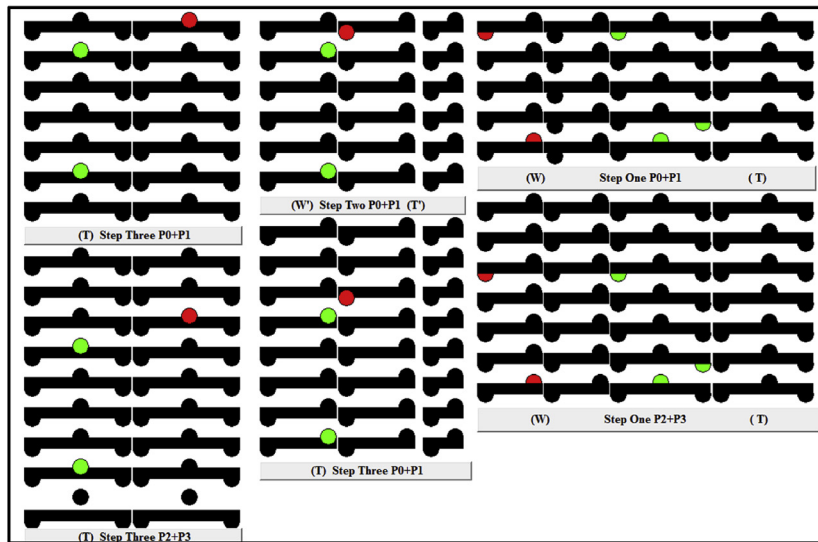 (T) Step Three P0+P1
(W') Step Two P0+P1 (T')
(W) Step One P0+P1 ( T)
(T) Step Three P2+P3
(T) Step Three P0+P1
(W) Step One P2+P3 ( T)